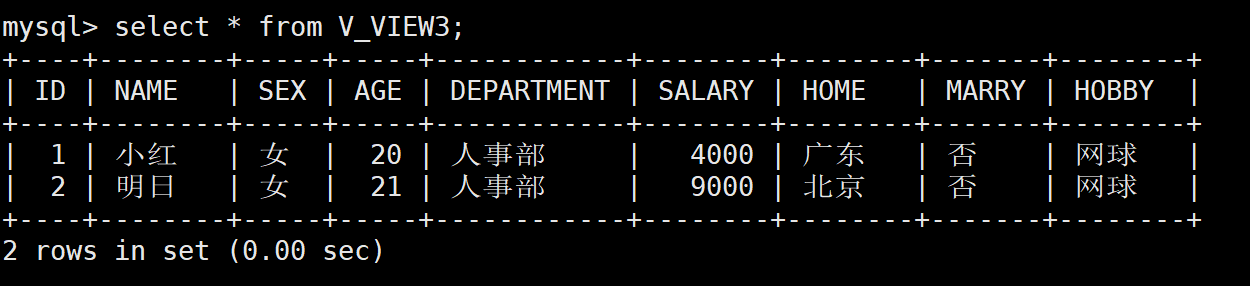 mysql> select * from V_VIEW3;
+----+--------+-----+-----+------------+--------+--------+-------+--------+
| ID | NAME   | SEX | AGE | DEPARTMENT | SALARY | HOME   | MARRY | HOBBY  |
+----+--------+-----+-----+------------+--------+--------+-------+--------+
|  1 | 小红   | 女  |  20 | 人事部     |   4000 | 广东   | 否    | 网球   |
|  2 | 明日   | 女  |  21 | 人事部     |   9000 | 北京   | 否    | 网球   |
+----+--------+-----+-----+------------+--------+--------+-------+--------+
2 rows in set (0.00 sec)